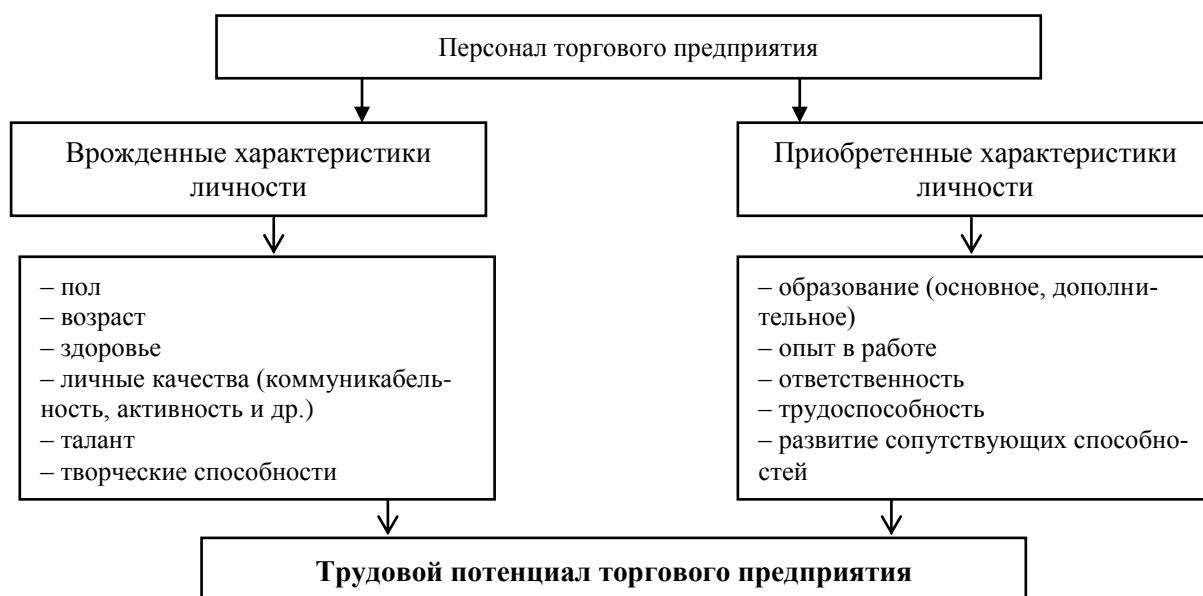 Персонал торгового предприятия
Врожденные характеристики
личности
Приобретенные характеристики
личности
– пол
– возраст
– здоровье
– личные качества (коммуникабель-
ность, активность и др.)
– талант
– творческие способности
– образование (основное, дополни-
тельное)
– опыт в работе
– ответственность
– трудоспособность
– развитие сопутствующих способно-
стей
Трудовой потенциал торгового предприятия